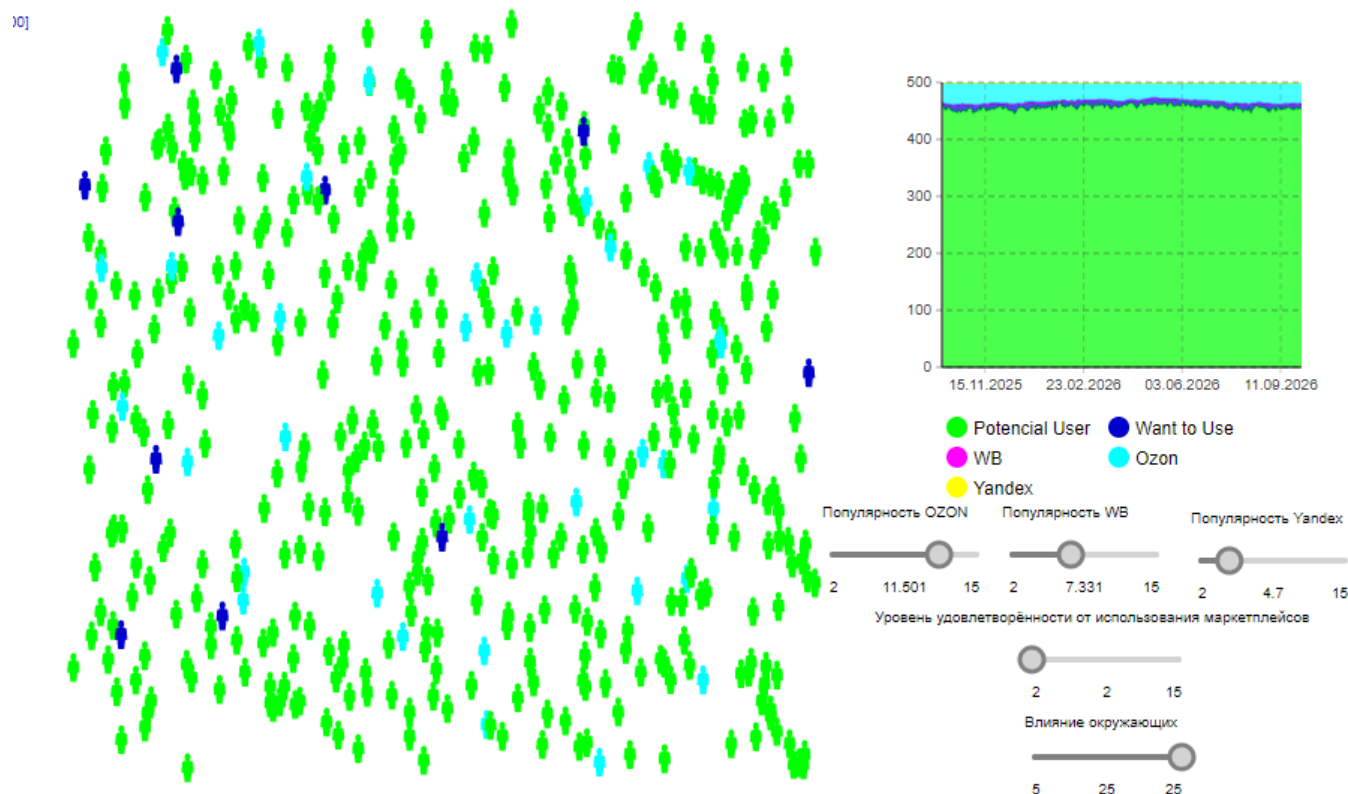 00]
500
400
300
200
100
0
15.11.2025 23.02.2026 03.06.2026 11.09.2026
Potencial User Want to Use
WB Ozon
Yandex
Популярность OZON Популярность WB Популярность Yandex
2 11.501 15 2 7.331 15 2 4.7 15
Уровень удовлетворённости от использования маркетплейсов
2 2 15
Влияние окружающих
5 25 25